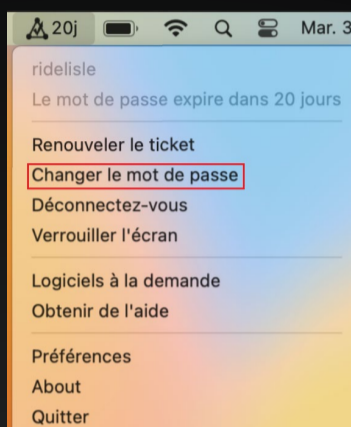 20j Mar. 3
ridelisle
Le mot de passe expire dans 20 jours
Renouveler le ticket
Changer le mot de passe
Déconnectez-vous
Verrouiller l'écran
Logiciels à la demande
Obtenir de l'aide
Préférences
About
Quitter